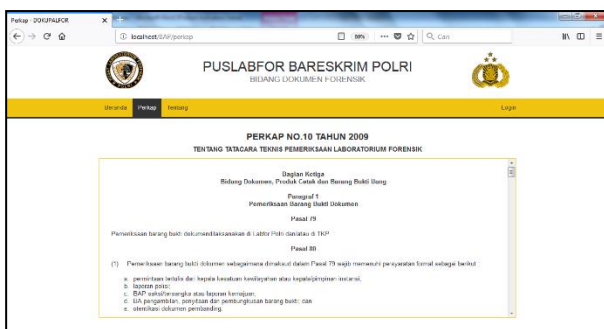 Perkap - DOKUPALFOR
localhost/EAP/perkap
80%
Cari
PUSLABFOR BARESKRIM POLRI
BIDANG DOKUMEN FORENSIK
Beranda Perkap Tentang Login
PERKAP NO.10 TAHUN 2009
TENTANG TATACARA TEKNIS PEMERIKSAAN LABORATORIUM FORENSIK
Bagian Ketiga
Bidang Dokumen, Produk Cetak dan Barang Bukti Uang
Paragraf 1
Pemeriksaan Barang Bukti Dokumen
Pasal 79
Pemeriksaan barang bukti dokumen dilaksanakan di Labfor Polri dan/atau di TKP
Pasal 80
(1) Pemeriksaan barang bukti dokumen sebagaimana dimaksud dalam Pasal 79 wajib memenuhi persyaratan formal sebagai berikut :
a. permintaan tertulis dari kepala kesatuan kewilayahan atau kepala/pimpinan instansi;
b. laporan polisi;
c. BAP saksi/tersangka atau laporan kemajuan;
d. BA pengambilan, penyitaan dan pembungkusan barang bukti; dan
e. otentikasi dokumen pembanding.